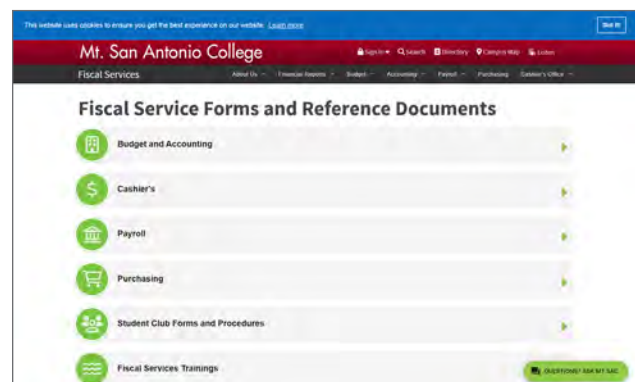 This website uses cookies to ensure you get the best experience on our website. Learn more
Got It!
Mt. San Antonio College
Sign In Search Directory Campus Map Listen
Fiscal Services
About Us Financial Reports Budget Accounting Payroll Purchasing Cashier's Office
Fiscal Service Forms and Reference Documents
Budget and Accounting
Cashier's
Payroll
Purchasing
Student Club Forms and Procedures
Fiscal Services Trainings
QUESTIONS? ASK MT. SAC